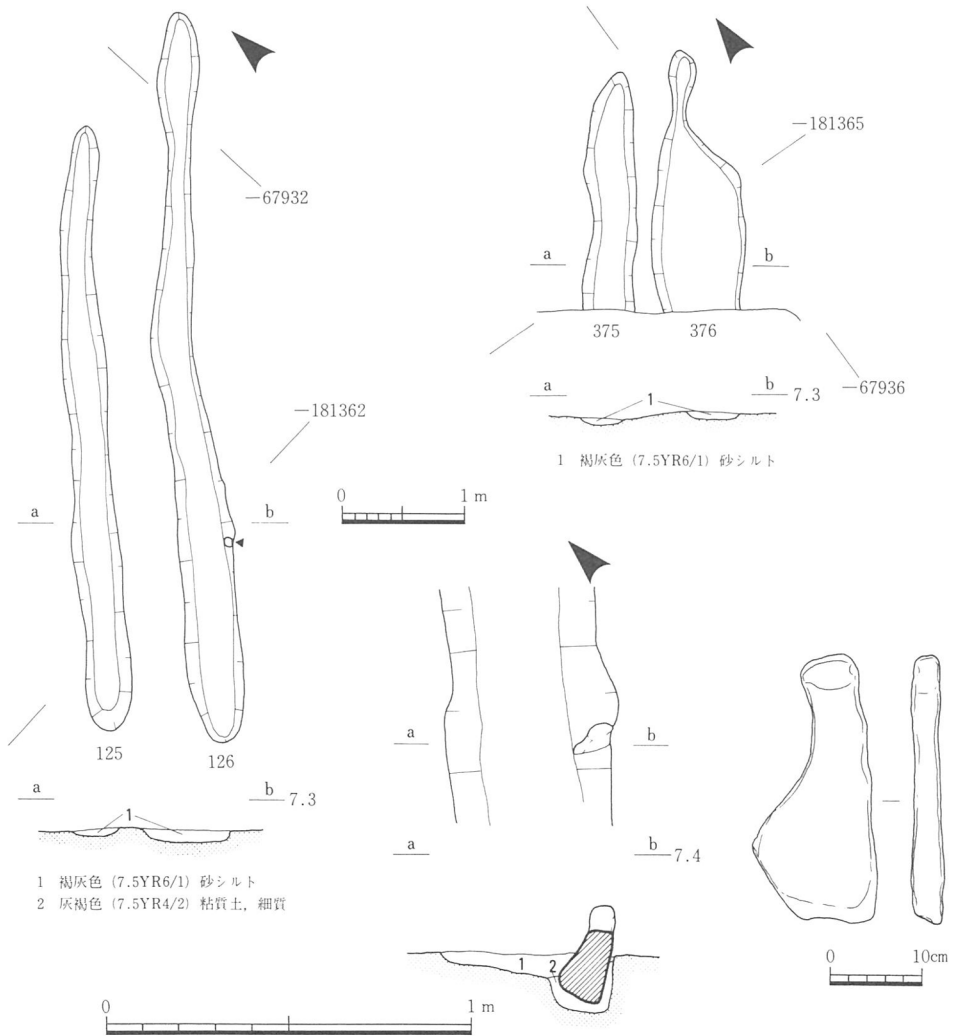 －67932
－181362
a b
125 126
a b 7.3
1
1 褐灰色 (7.5YR6/1) 砂シルト
2 灰褐色 (7.5YR4/2) 粘質土，細質
0 1 m
－181365
a b
375 376
－67936
a b 7.3
1
1 褐灰色 (7.5YR6/1) 砂シルト
0 1 m
a b
a b 7.4
1 2
0 10cm